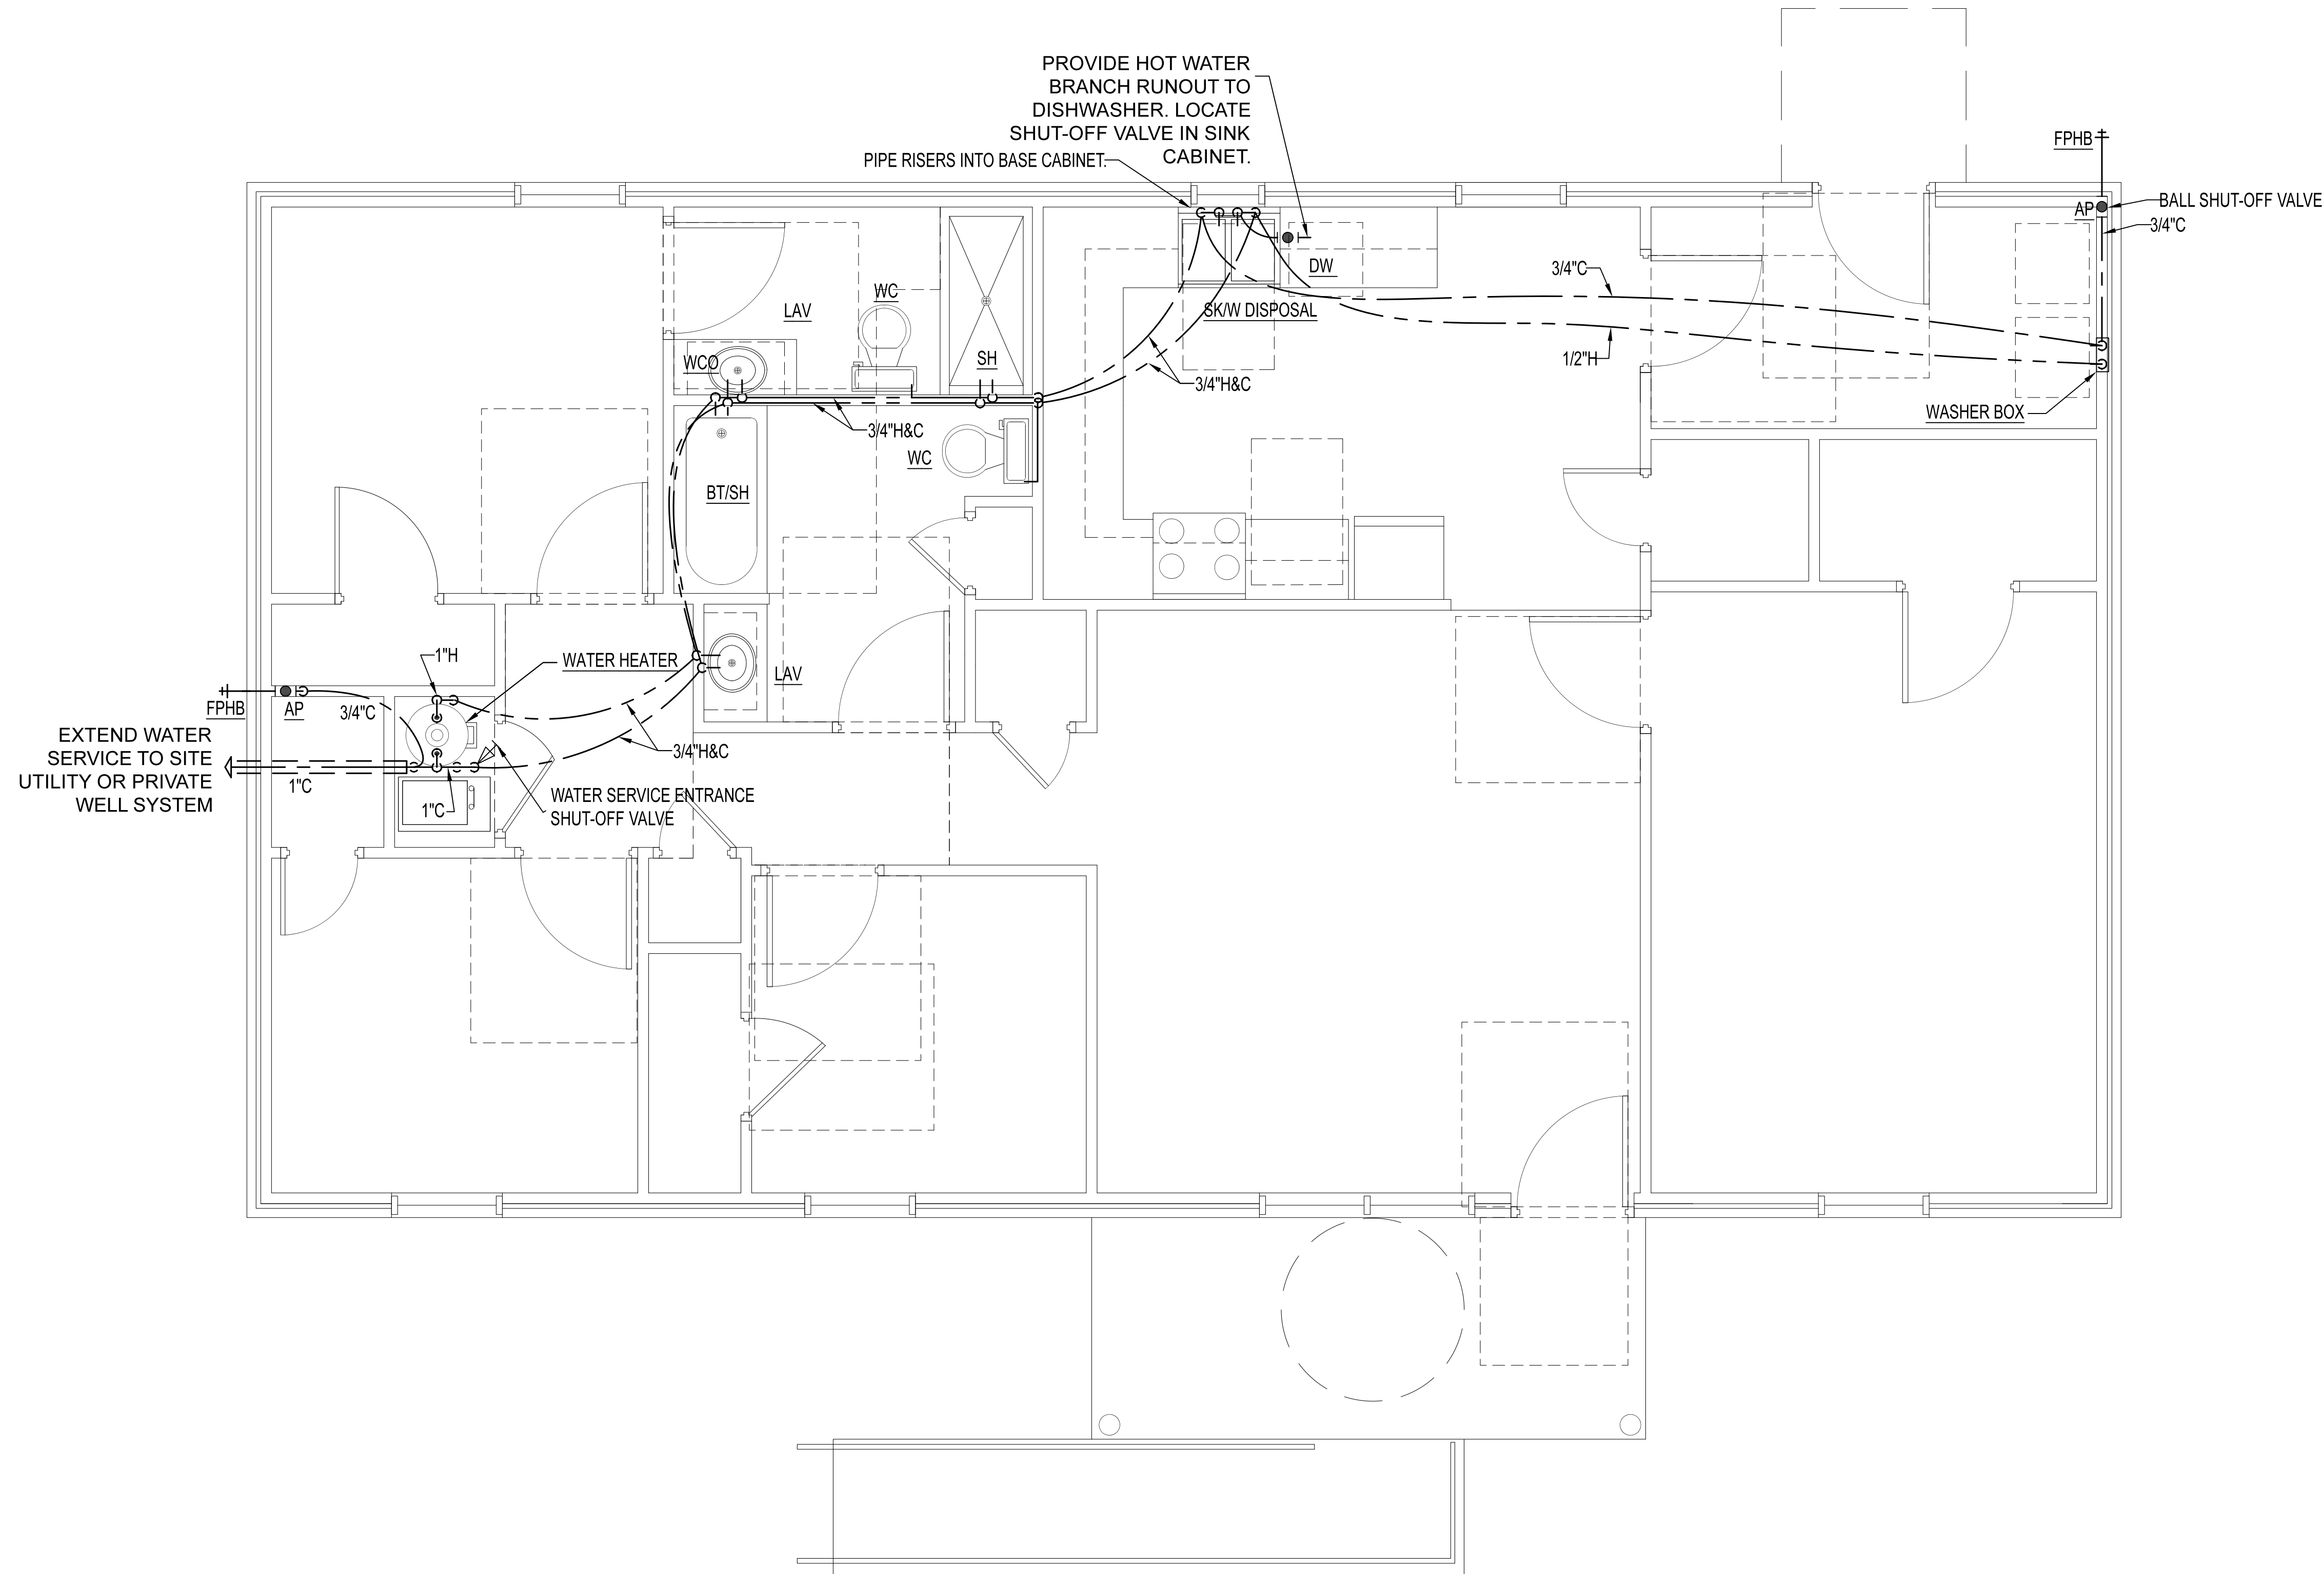 PROVIDE HOT WATER
BRANCH RUNOUT TO
DISHWASHER. LOCATE
SHUT-OFF VALVE IN SINK
CABINET.
PIPE RISERS INTO BASE CABINET.
FPHB
BALL SHUT-OFF VALVE
AP
3/4"C
DW
3/4"C
WC
LAV
SK/W DISPOSAL
SH
WCO
1/2"H
3/4"H&C
WASHER BOX
3/4"H&C
WC
BT/SH
1"H
WATER HEATER
LAV
FPHB
AP
3/4"C
EXTEND WATER
SERVICE TO SITE
UTILITY OR PRIVATE
WELL SYSTEM
3/4"H&C
1"C
WATER SERVICE ENTRANCE
SHUT-OFF VALVE
1"C